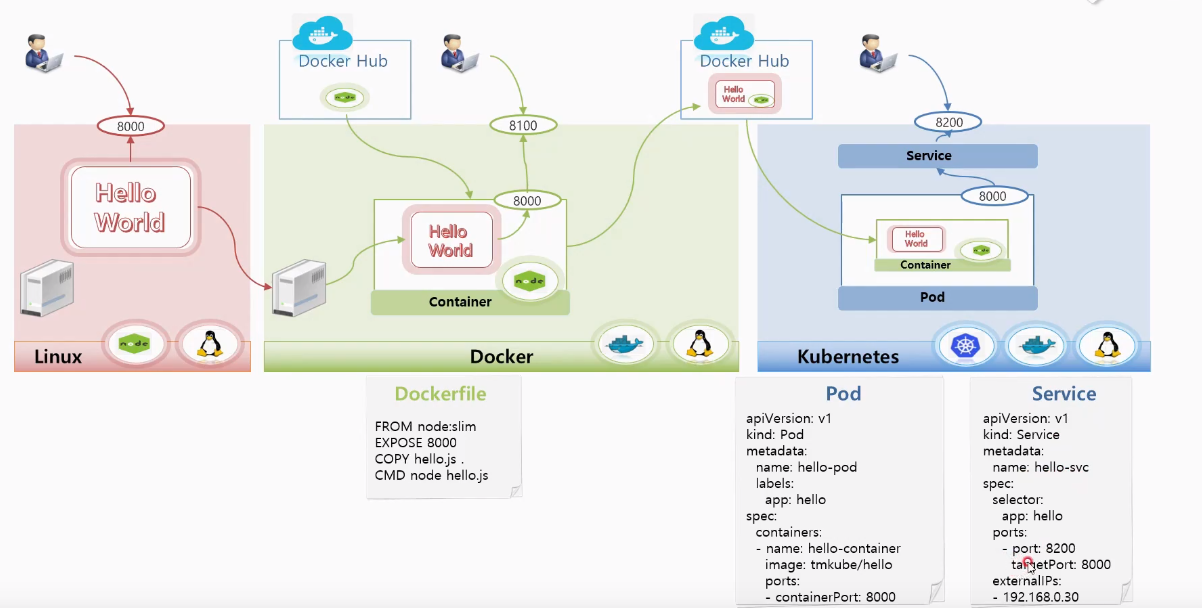 Docker Hub
Docker Hub
8000
8100
8200
Service
Hello
World
8000
Hello
World
Container
node
node
Hello
World
node
8000
Hello
World
node
Container
Pod
Linux
node
Docker
Kubernetes
Dockerfile
FROM node:slim
EXPOSE 8000
COPY hello.js .
CMD node hello.js
Pod
apiVersion: v1
kind: Pod
metadata:
name: hello-pod
labels:
app: hello
spec:
containers:
- name: hello-container
image: tmkube/hello
ports:
- containerPort: 8000
Service
apiVersion: v1
kind: Service
metadata:
name: hello-svc
spec:
selector:
app: hello
ports:
- port: 8200
targetPort: 8000
externalIPs:
- 192.168.0.30